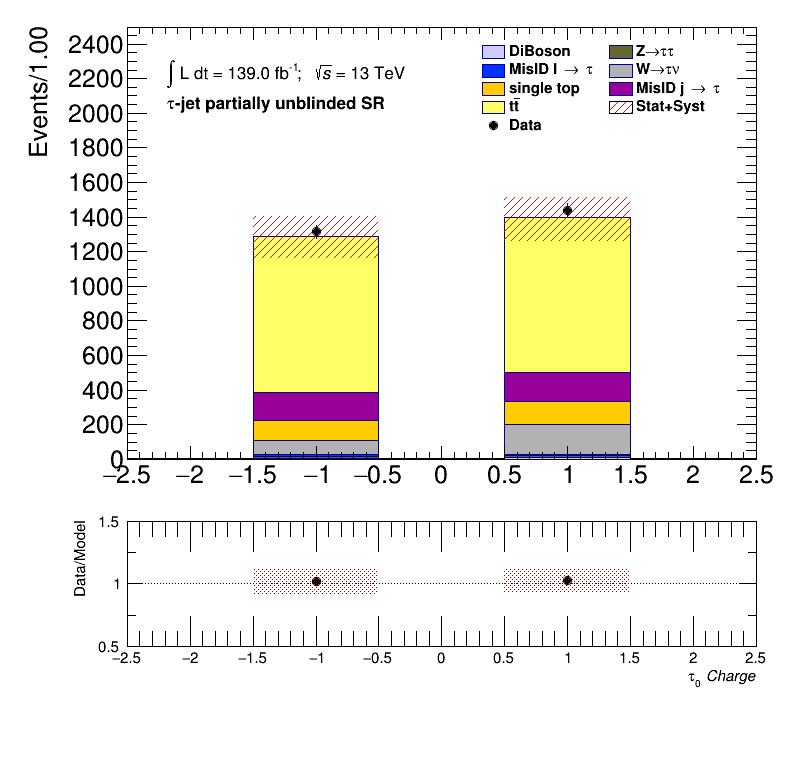 Events/1.00
2400
2200
2000
1800
1600
1400
1200
1000
800
600
400
200
0
∫ L dt = 139.0 fb⁻¹; √s = 13 TeV
τ-jet partially unblinded SR
DiBoson
Z→ττ
MisID l → τ
W→τν
single top
MisID j → τ
tt̄
Stat+Syst
Data
−2.5 −2 −1.5 −1 −0.5 0 0.5 1 1.5 2 2.5
Data/Model
1.5
1
0.5
−2.5 −2 −1.5 −1 −0.5 0 0.5 1 1.5 2 2.5
τ₀ Charge